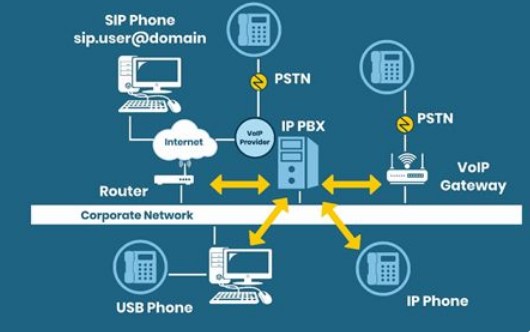 SIP Phone
sip.user@domain
PSTN
IP PBX
PSTN
Internet
VoIP
Provider
VoIP
Gateway
Router
Corporate Network
USB Phone
IP Phone